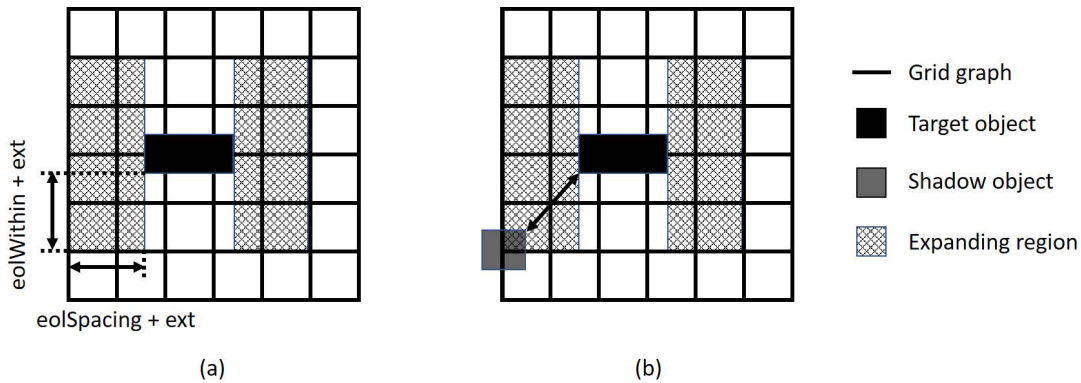 Grid graph
Target object
Shadow object
Expanding region
eolWithin + ext
eolSpacing + ext
(a)
(b)